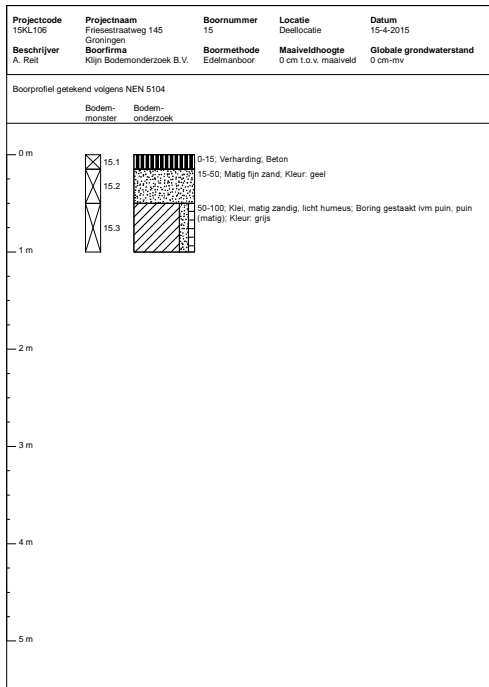 Projectcode Projectnaam Boornummer Locatie Datum
15KL106 Friesestraatweg 145 15 Deellocatie 15-4-2015
Groningen
Beschrijver Boorfirma Boormethode Maaiveldhoogte Globale grondwaterstand
A. Reit Klijn Bodemonderzoek B.V. Edelmanboor 0 cm t.o.v. maaiveld 0 cm-mv
Boorprofiel getekend volgens NEN 5104
Bodem- Bodem-
monster onderzoek
0 m 15.1 0-15; Verharding; Beton
15.2 15-50; Matig fijn zand; Kleur: geel
15.3 50-100; Klei, matig zandig, licht humeus; Boring gestaakt ivm puin, puin
(matig); Kleur: grijs
1 m
2 m
3 m
4 m
5 m